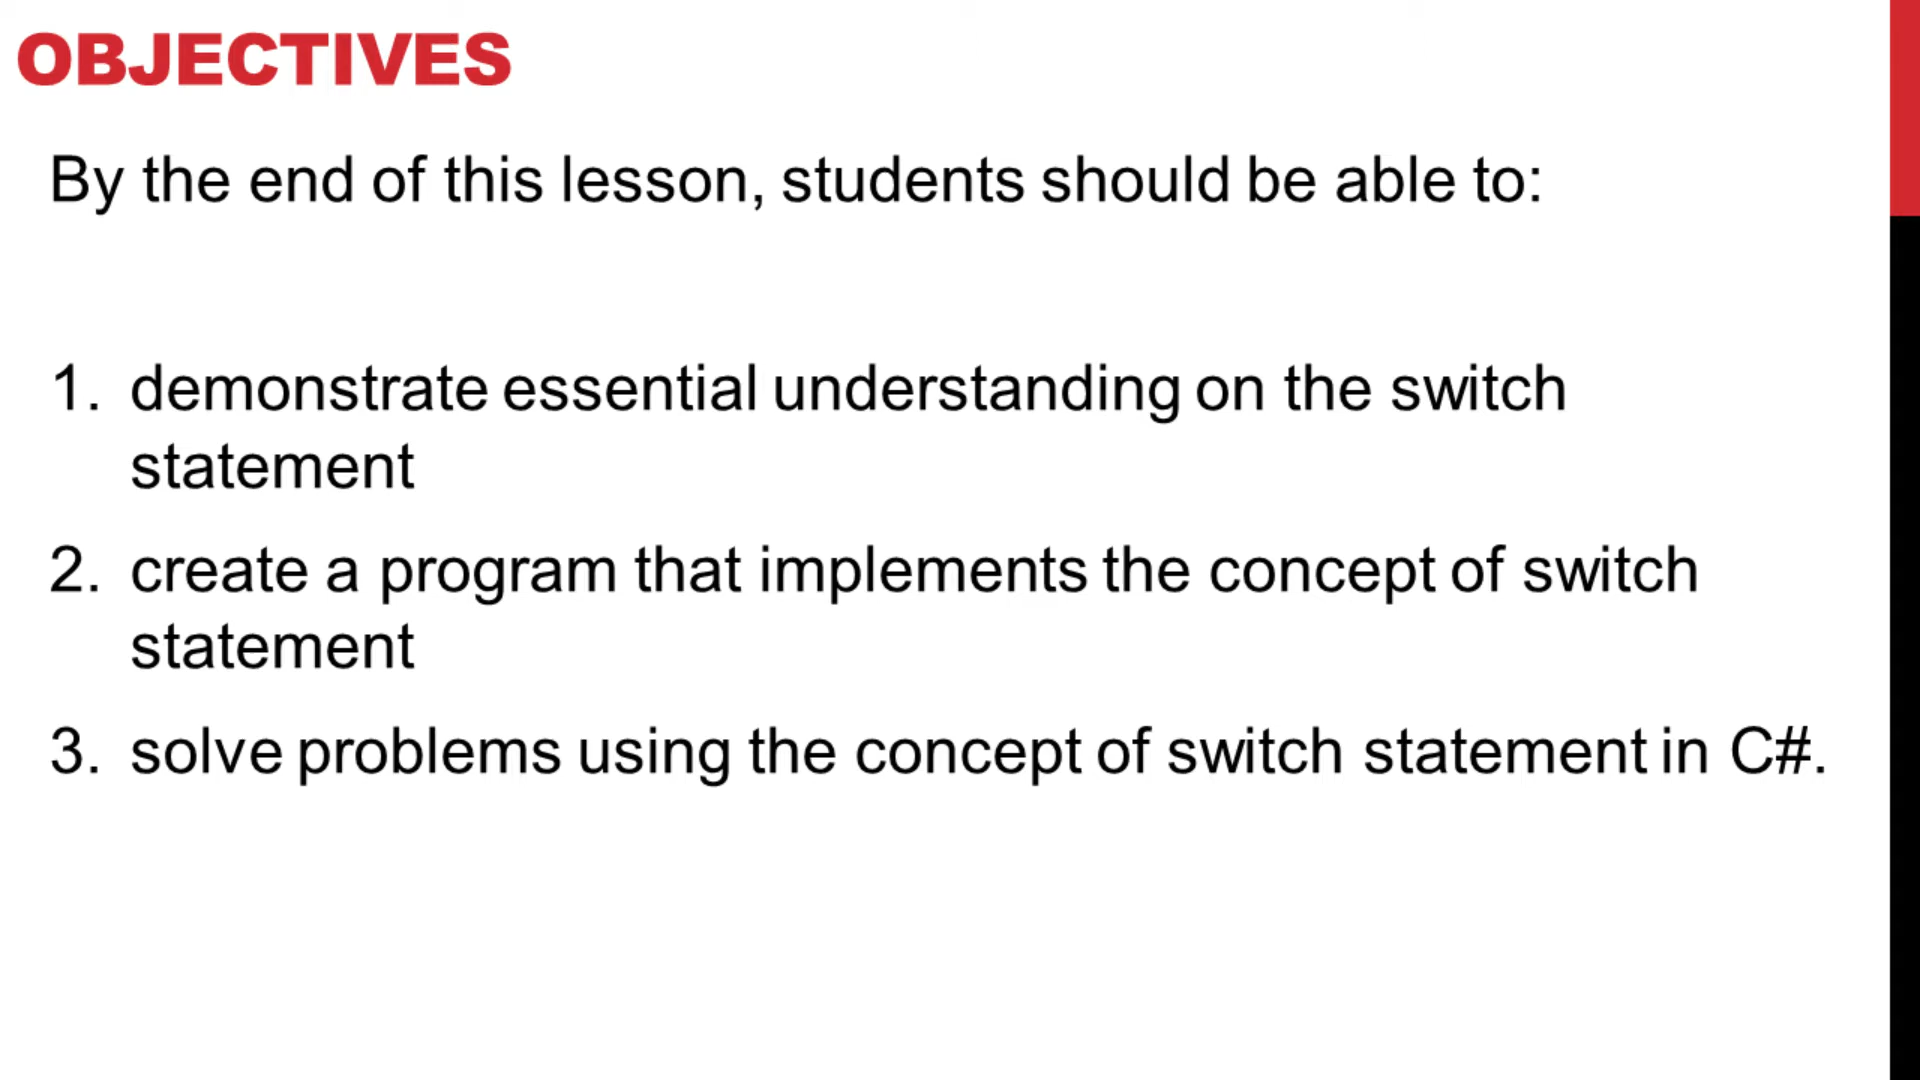 OBJECTIVES
By the end of this lesson, students should be able to:
1. demonstrate essential understanding on the switch
statement
2. create a program that implements the concept of switch
statement
3. solve problems using the concept of switch statement in C#.